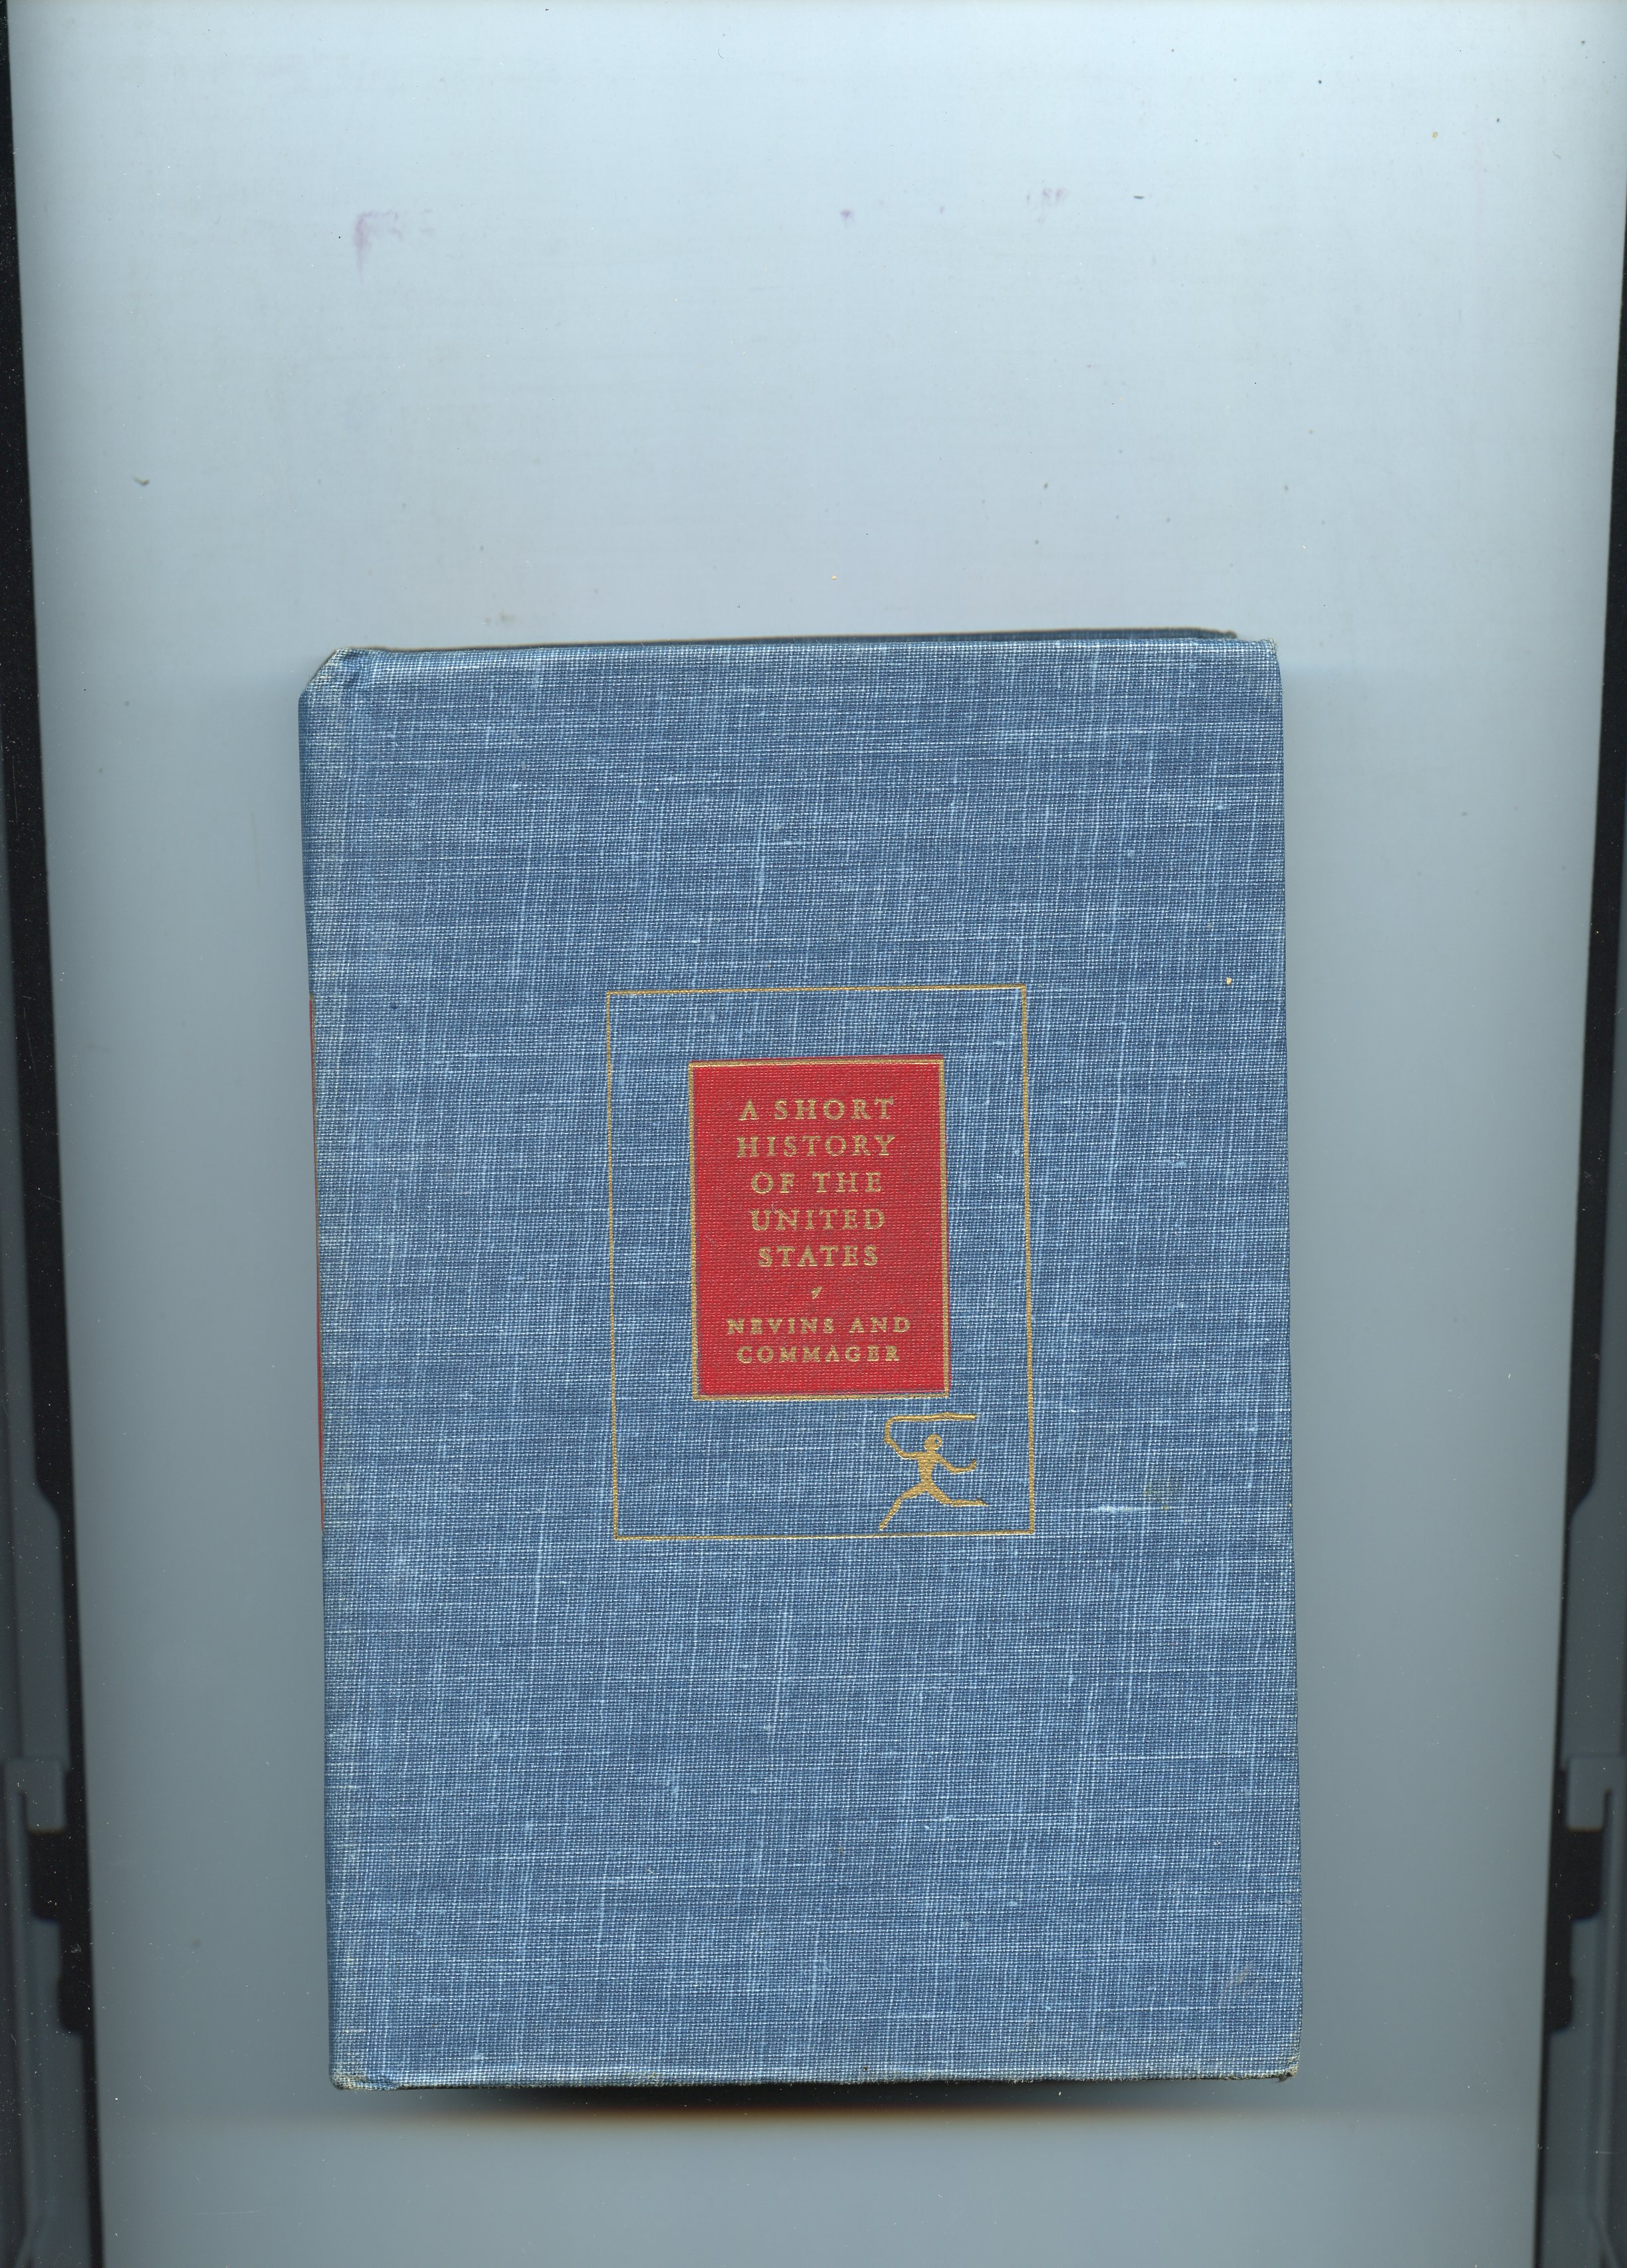 A SHORT
HISTORY
OF THE
UNITED
STATES
NEVINS AND
COMMAGER